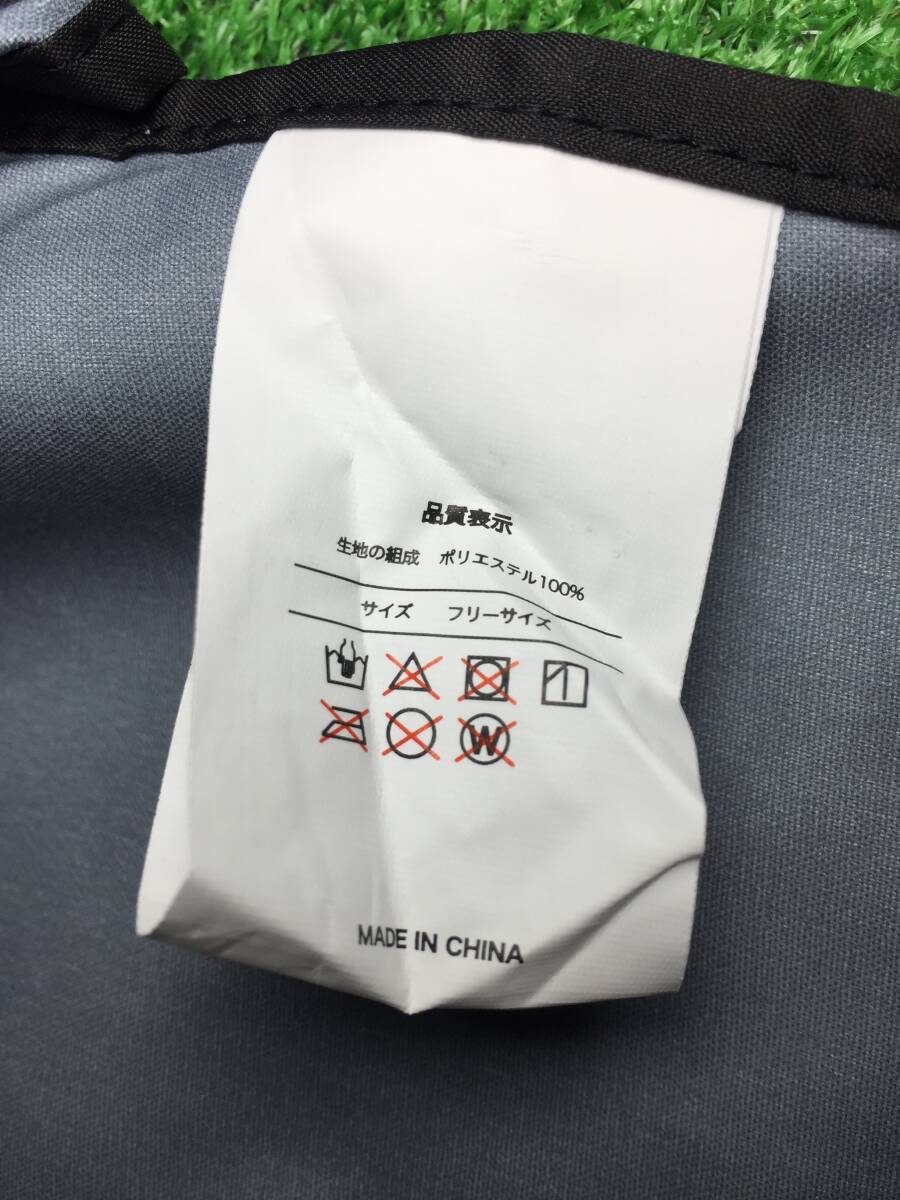 品質表示
生地の組成 ポリエステル100%
サイズ フリーサイズ
W
MADE IN CHINA